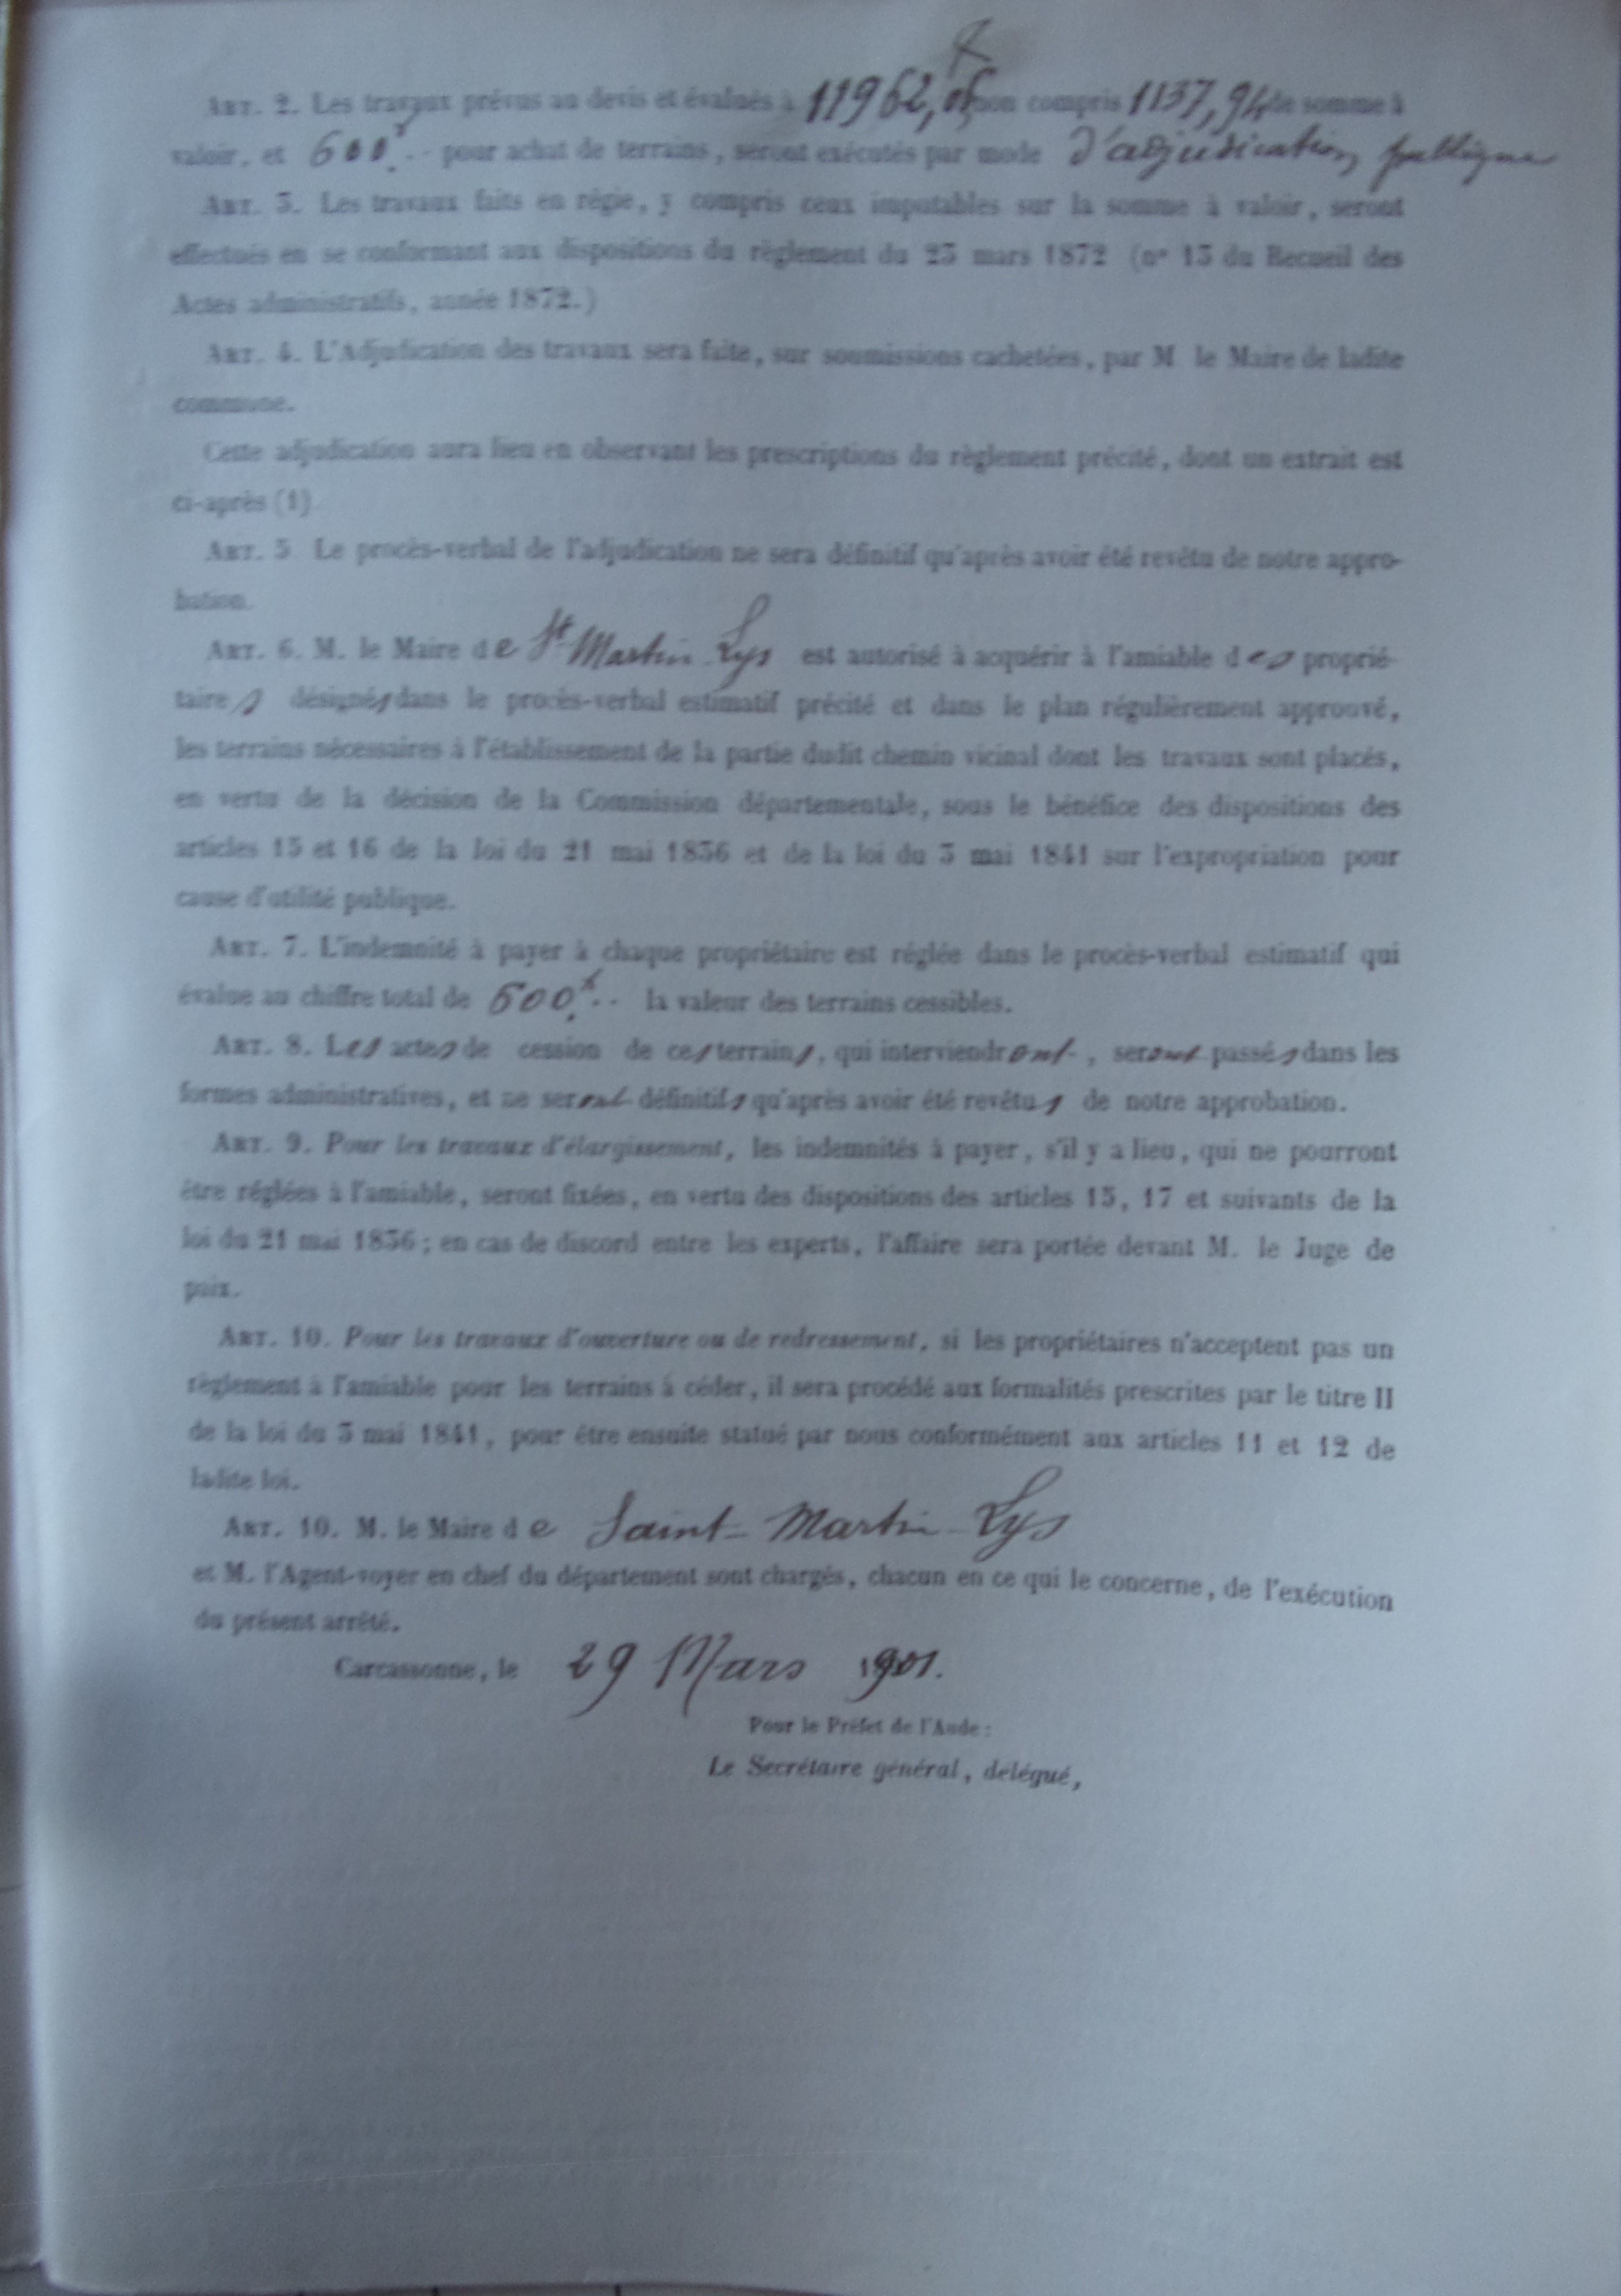 ART. 2. Les travaux prévus au devis et évalués à 11962,06 non compris 1137,94 de somme à
valoir, et 600f.. pour achat de terrains, seront exécutés par mode d'adjudication publique
ART. 3. Les travaux faits en régie, y compris ceux imputables sur la somme à valoir, seront
effectués en se conformant aux dispositions du règlement du 23 mars 1872 (nº 13 du Recueil des
Actes administratifs, année 1872.)
ART. 4. L'Adjudication des travaux sera faite, sur soumissions cachetées, par M le Maire de ladite
commune.
Cette adjudication aura lieu en observant les prescriptions du règlement précité, dont un extrait est
ci-après (1)
ART. 5 Le procès-verbal de l'adjudication ne sera définitif qu'après avoir été revêtu de notre appro-
bation.
ART. 6. M. le Maire de St Martin-Lys est autorisé à acquérir à l'amiable des proprié-
taires désignés dans le procès-verbal estimatif précité et dans le plan régulièrement approuvé,
les terrains nécessaires à l'établissement de la partie dudit chemin vicinal dont les travaux sont placés,
en vertu de la décision de la Commission départementale, sous le bénéfice des dispositions des
articles 15 et 16 de la loi du 21 mai 1836 et de la loi du 3 mai 1841 sur l'expropriation pour
cause d'utilité publique.
ART. 7. L'indemnité à payer à chaque propriétaire est réglée dans le procès-verbal estimatif qui
évalue au chiffre total de 600f.. la valeur des terrains cessibles.
ART. 8. Les actes de cession de ces terrains, qui interviendront, seront passés dans les
formes administratives, et ne seront définitifs qu'après avoir été revêtus de notre approbation.
ART. 9. Pour les travaux d'élargissement, les indemnités à payer, s'il y a lieu, qui ne pourront
être réglées à l'amiable, seront fixées, en vertu des dispositions des articles 15, 17 et suivants de la
loi du 21 mai 1836; en cas de discord entre les experts, l'affaire sera portée devant M. le Juge de
paix.
ART. 10. Pour les travaux d'ouverture ou de redressement, si les propriétaires n'acceptent pas un
règlement à l'amiable pour les terrains à céder, il sera procédé aux formalités prescrites par le titre II
de la loi du 3 mai 1841, pour être ensuite statué par nous conformément aux articles 11 et 12 de
ladite loi.
ART. 10. M. le Maire de Saint-Martin-Lys
et M. l'Agent-voyer en chef du département sont chargés, chacun en ce qui le concerne, de l'exécution
du présent arrêté.
Carcassonne, le 29 Mars 1901.
Pour le Préfet de l'Aude :
Le Secrétaire général, délégué,